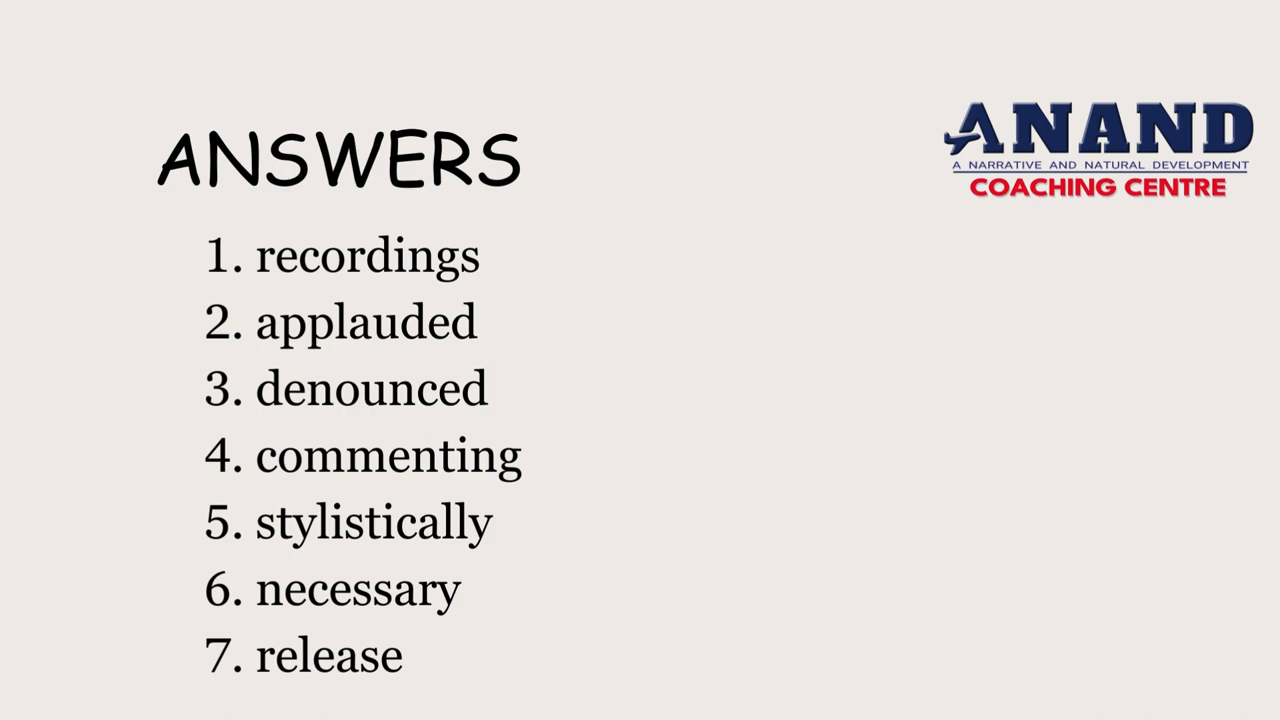 ANAND
A NARRATIVE AND NATURAL DEVELOPMENT
COACHING CENTRE
ANSWERS
1. recordings
2. applauded
3. denounced
4. commenting
5. stylistically
6. necessary
7. release